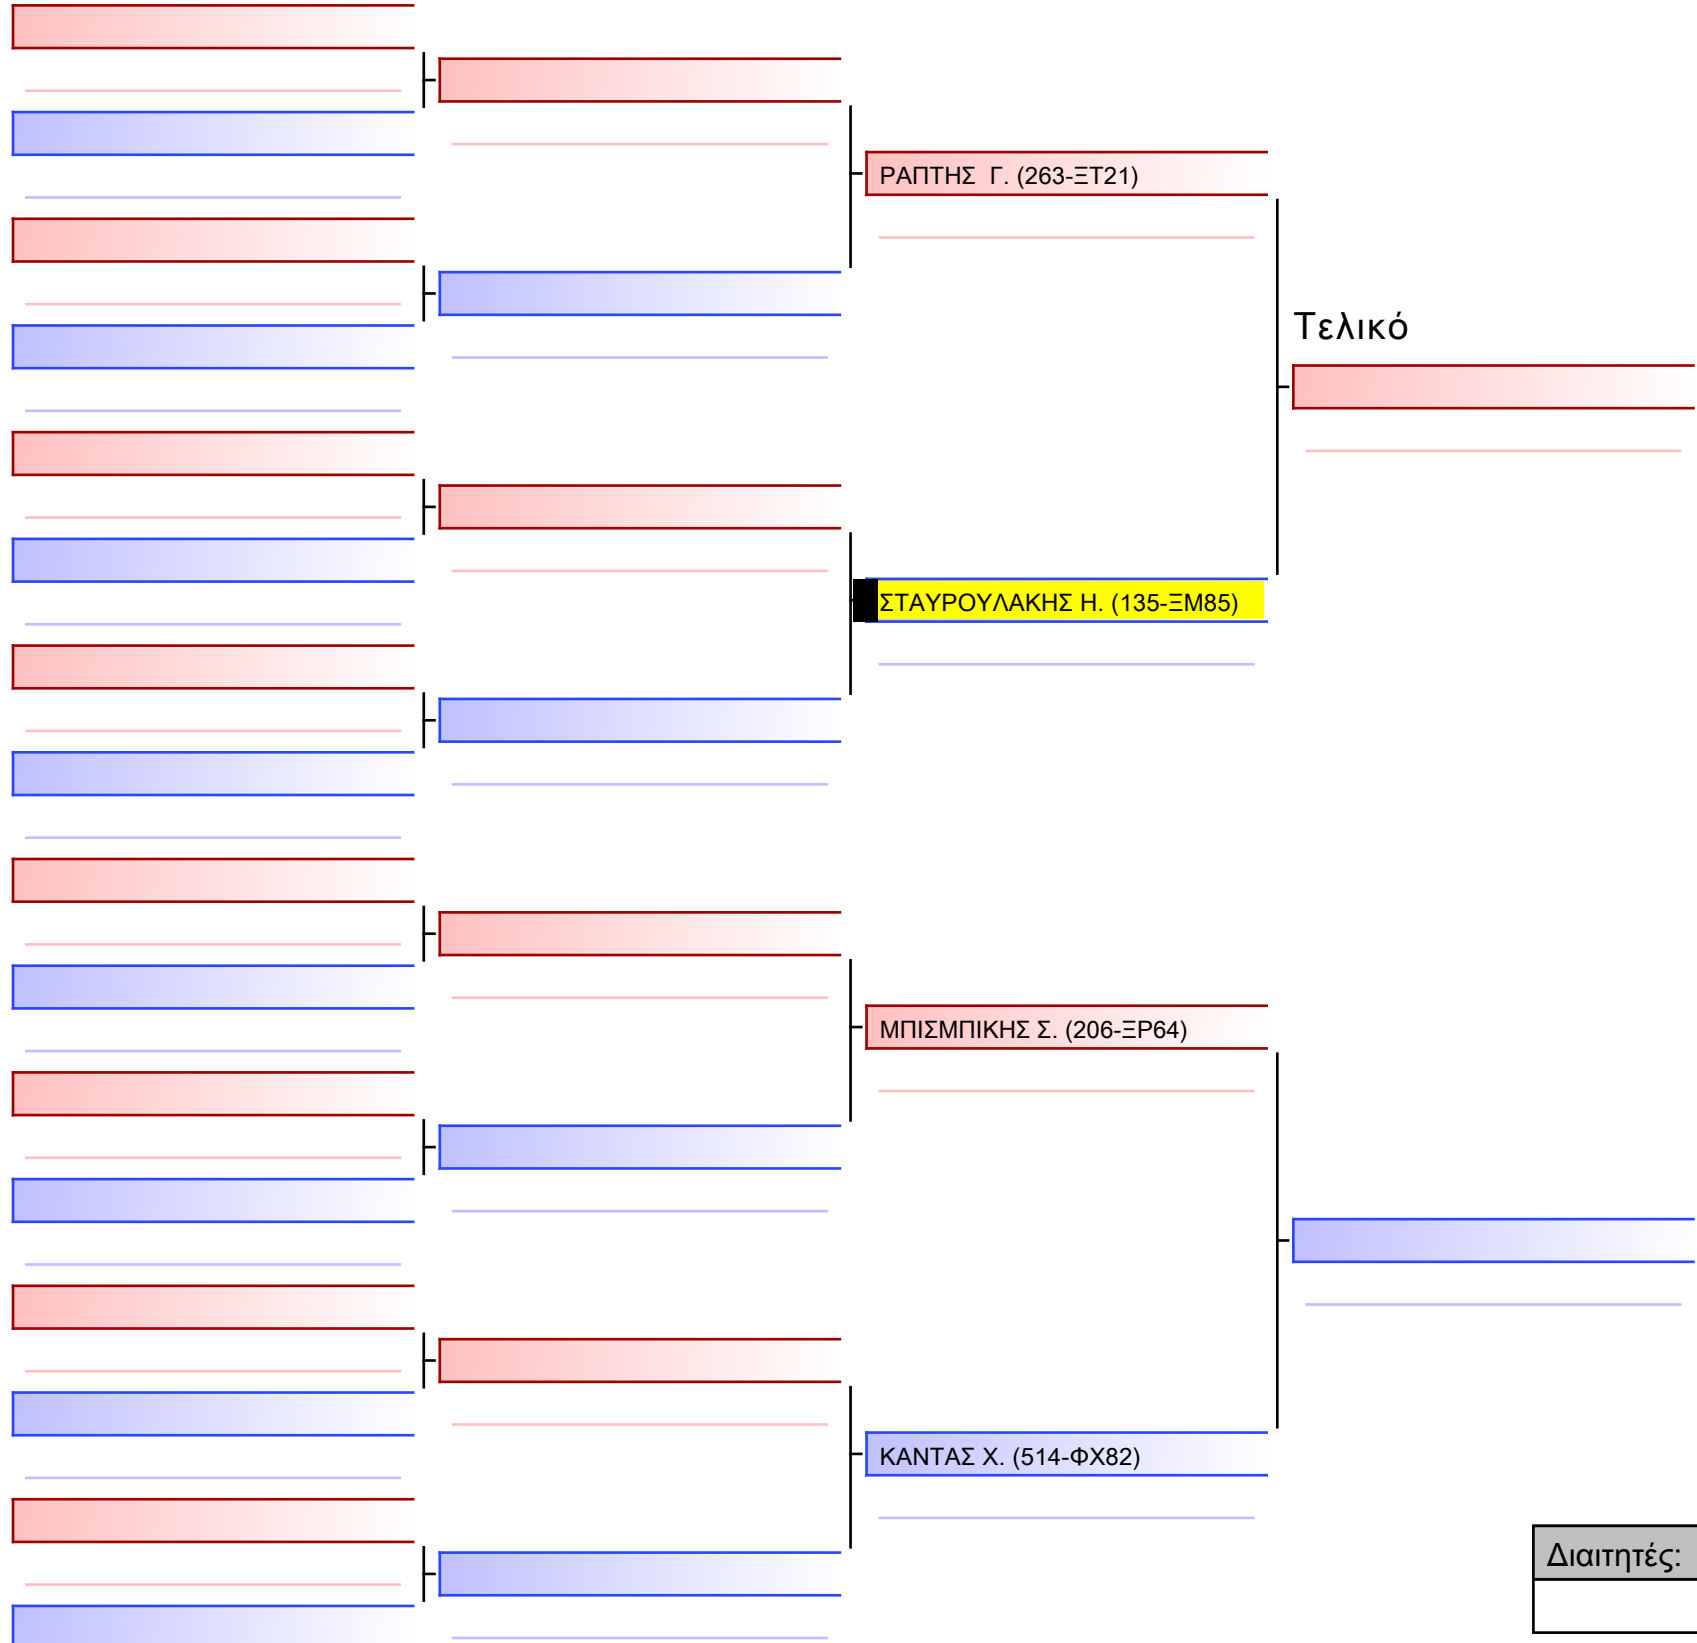 ΡΑΠΤΗΣ Γ. (263-ΞΤ21)
Τελικό
ΣΤΑΥΡΟΥΛΑΚΗΣ Η. (135-ΞΜ85)
ΜΠΙΣΜΠΙΚΗΣ Σ. (206-ΞΡ64)
ΚΑΝΤΑΣ Χ. (514-ΦΧ82)
Διαιτητές: